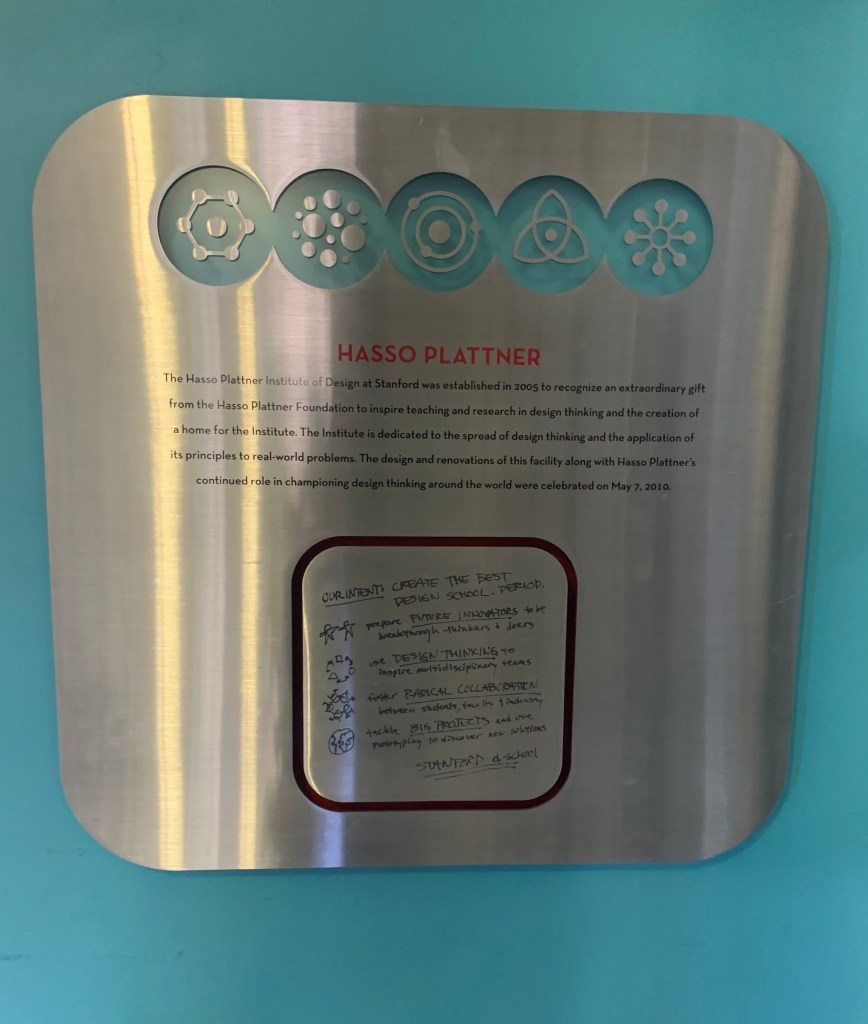 HASSO PLATTNER
The Hasso Plattner Institute of Design at Stanford was established in 2005 to recognize an extraordinary gift
from the Hasso Plattner Foundation to inspire teaching and research in design thinking and the creation of
a home for the Institute. The Institute is dedicated to the spread of design thinking and the application of
its principles to real-world problems. The design and renovations of this facility along with Hasso Plattner's
continued role in championing design thinking around the world were celebrated on May 7, 2010.
OUR INTENT: CREATE THE BEST
DESIGN SCHOOL. PERIOD.
prepare FUTURE INNOVATORS to be
breakthrough thinkers & doers
use DESIGN THINKING to
inspire multidisciplinary teams
foster RADICAL COLLABORATION
between students, faculty & industry
tackle BIG PROJECTS and use
prototyping to discover new solutions
STANFORD d.school